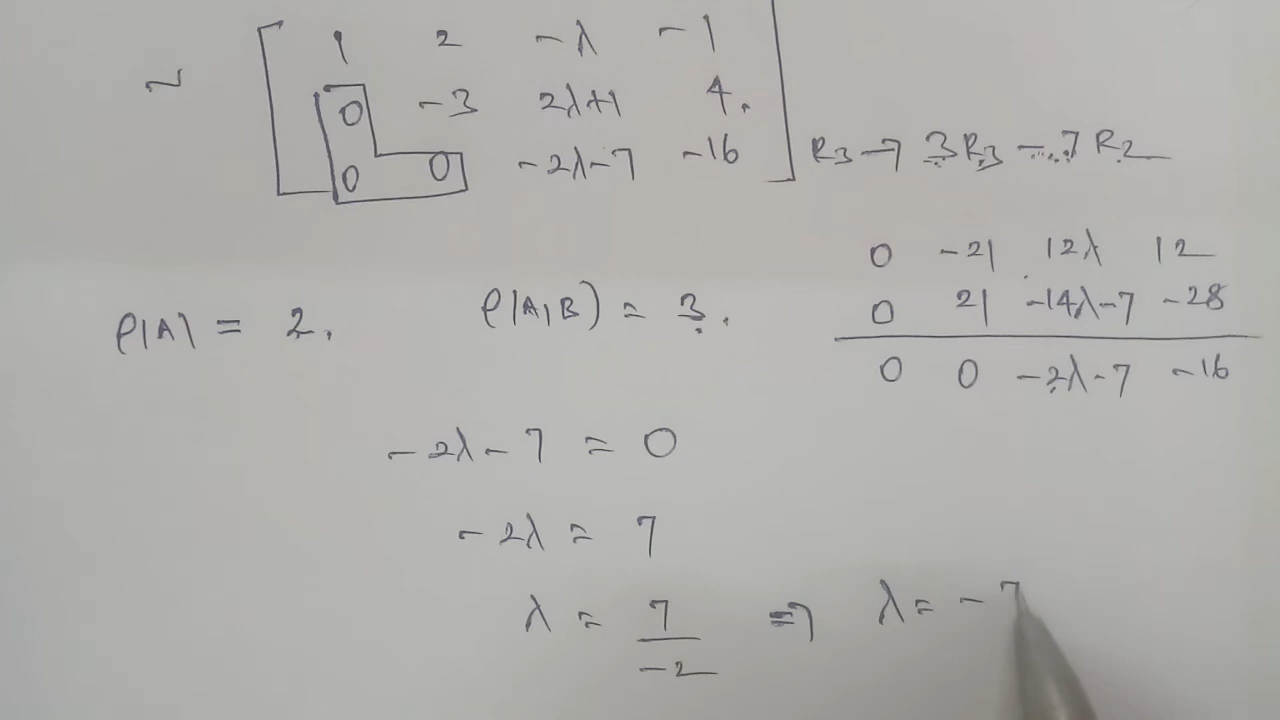 1 2 -λ -1
~ 0 -3 2λ+1 4.
0 0 -2λ-7 -16 R3 → 3R3 - 7R2
0 -21 12λ 12
0 21 -14λ-7 -28
0 0 -2λ-7 -16
ρ(A) = 2. ρ(A,B) = 3.
-2λ-7 = 0
-2λ = 7
λ = 7/-2 ⇒ λ = -7